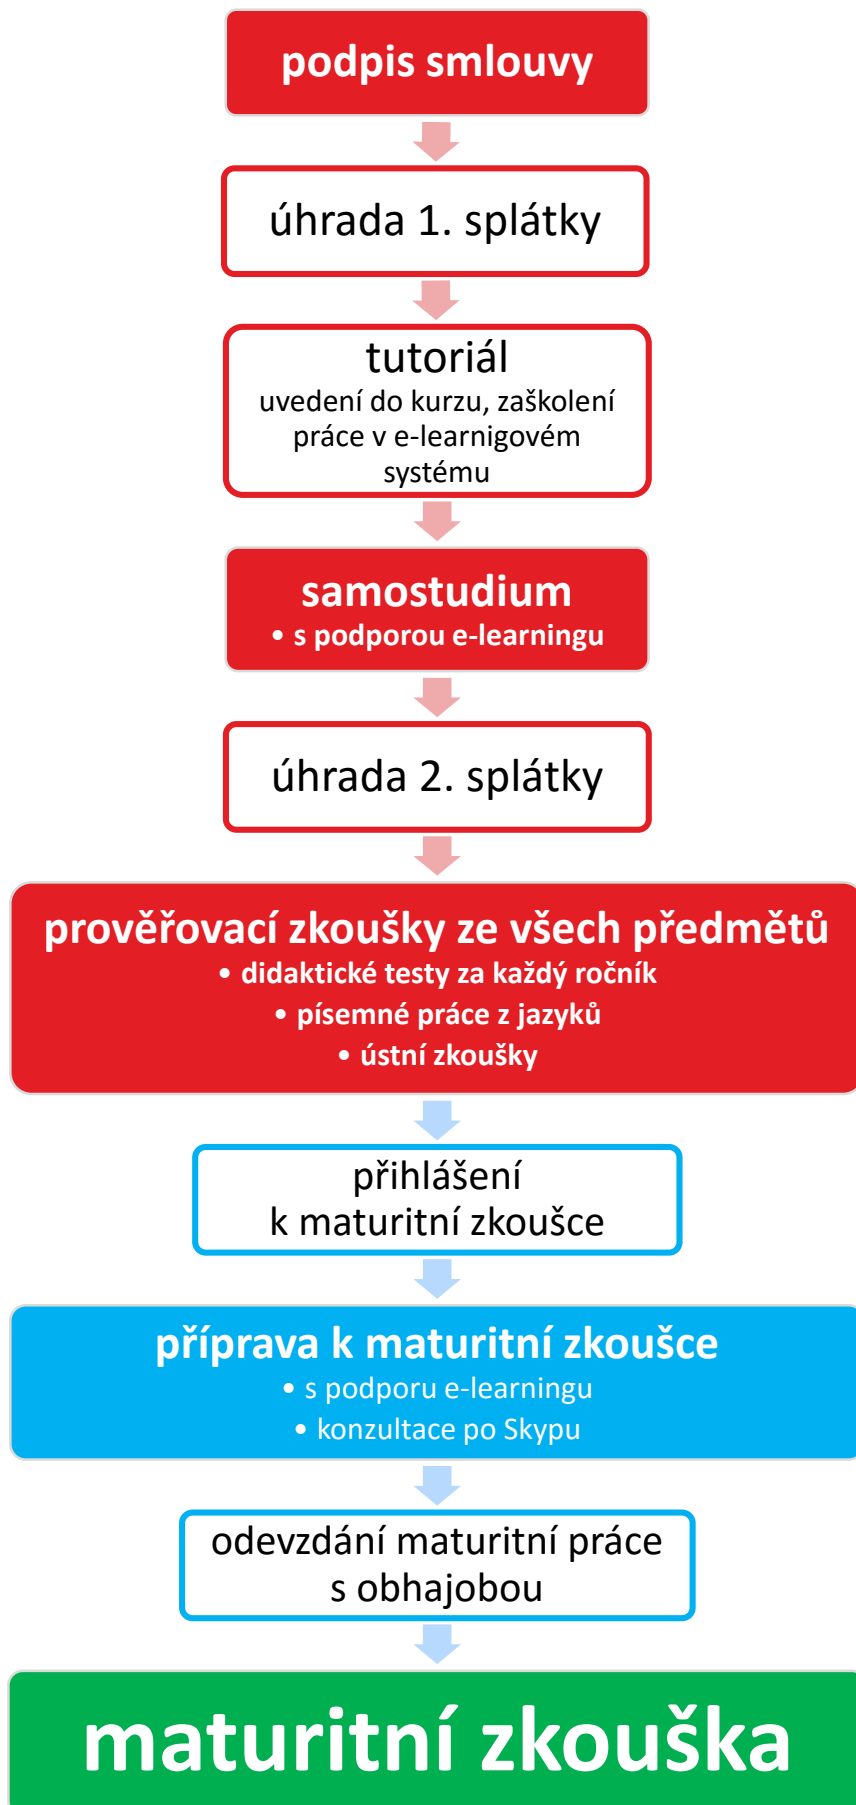 podpis smlouvy
úhrada 1. splátky
tutoriál
uvedení do kurzu, zaškolení
práce v e-learnigovém
systému
samostudium
• s podporou e-learningu
úhrada 2. splátky
prověřovací zkoušky ze všech předmětů
• didaktické testy za každý ročník
• písemné práce z jazyků
• ústní zkoušky
přihlášení
k maturitní zkoušce
příprava k maturitní zkoušce
• s podporu e-learningu
• konzultace po Skypu
odevzdání maturitní práce
s obhajobou
maturitní zkouška